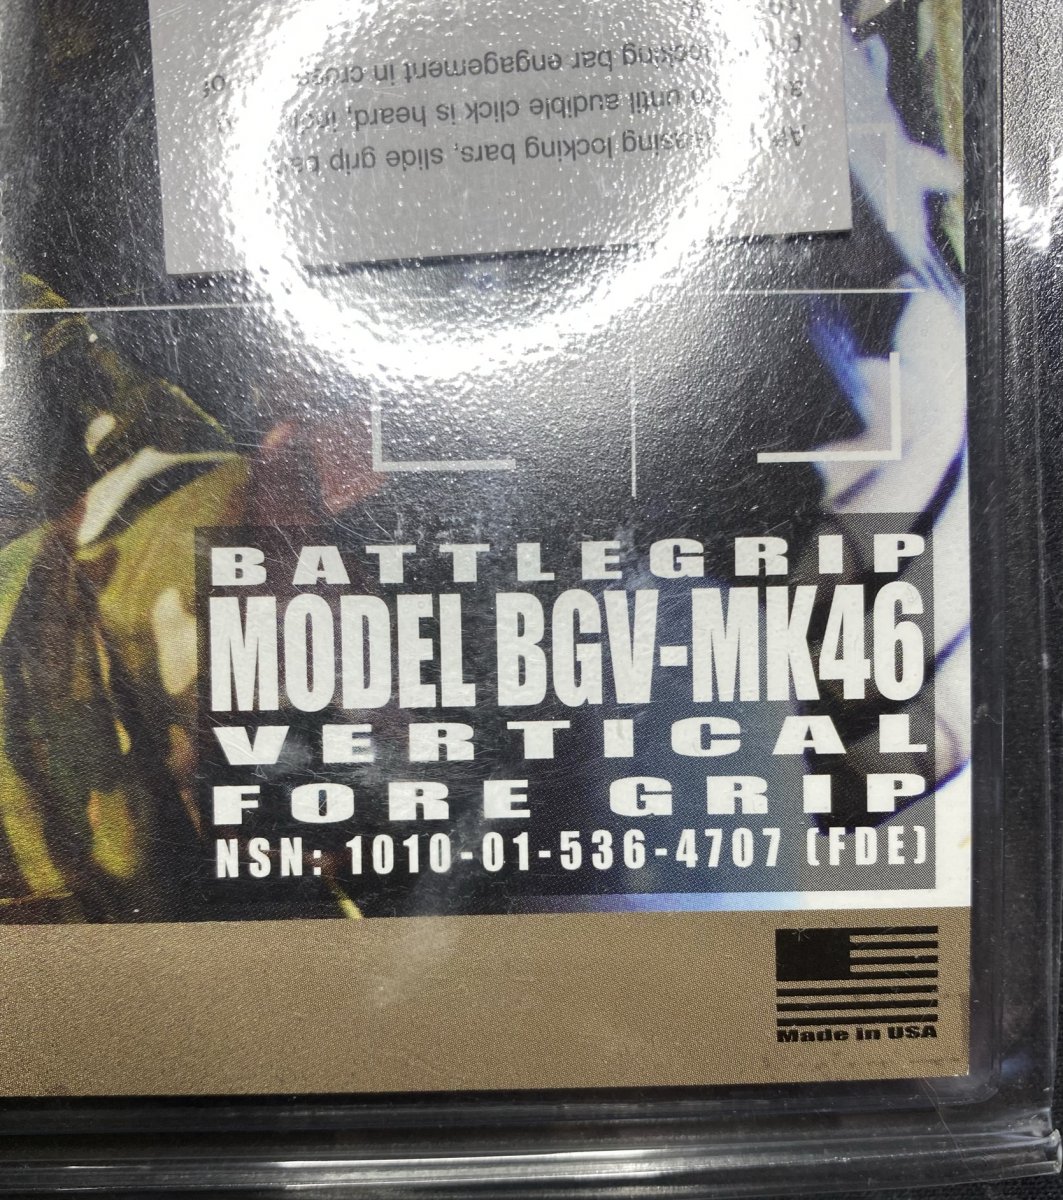 locking bar engagement in cross
until audible click is heard,
locking bars, slide grip
BATTLEGRIP
MODEL BGV-MK46
VERTICAL
FORE GRIP
NSN: 1010-01-536-4707 (FDE)
Made in USA